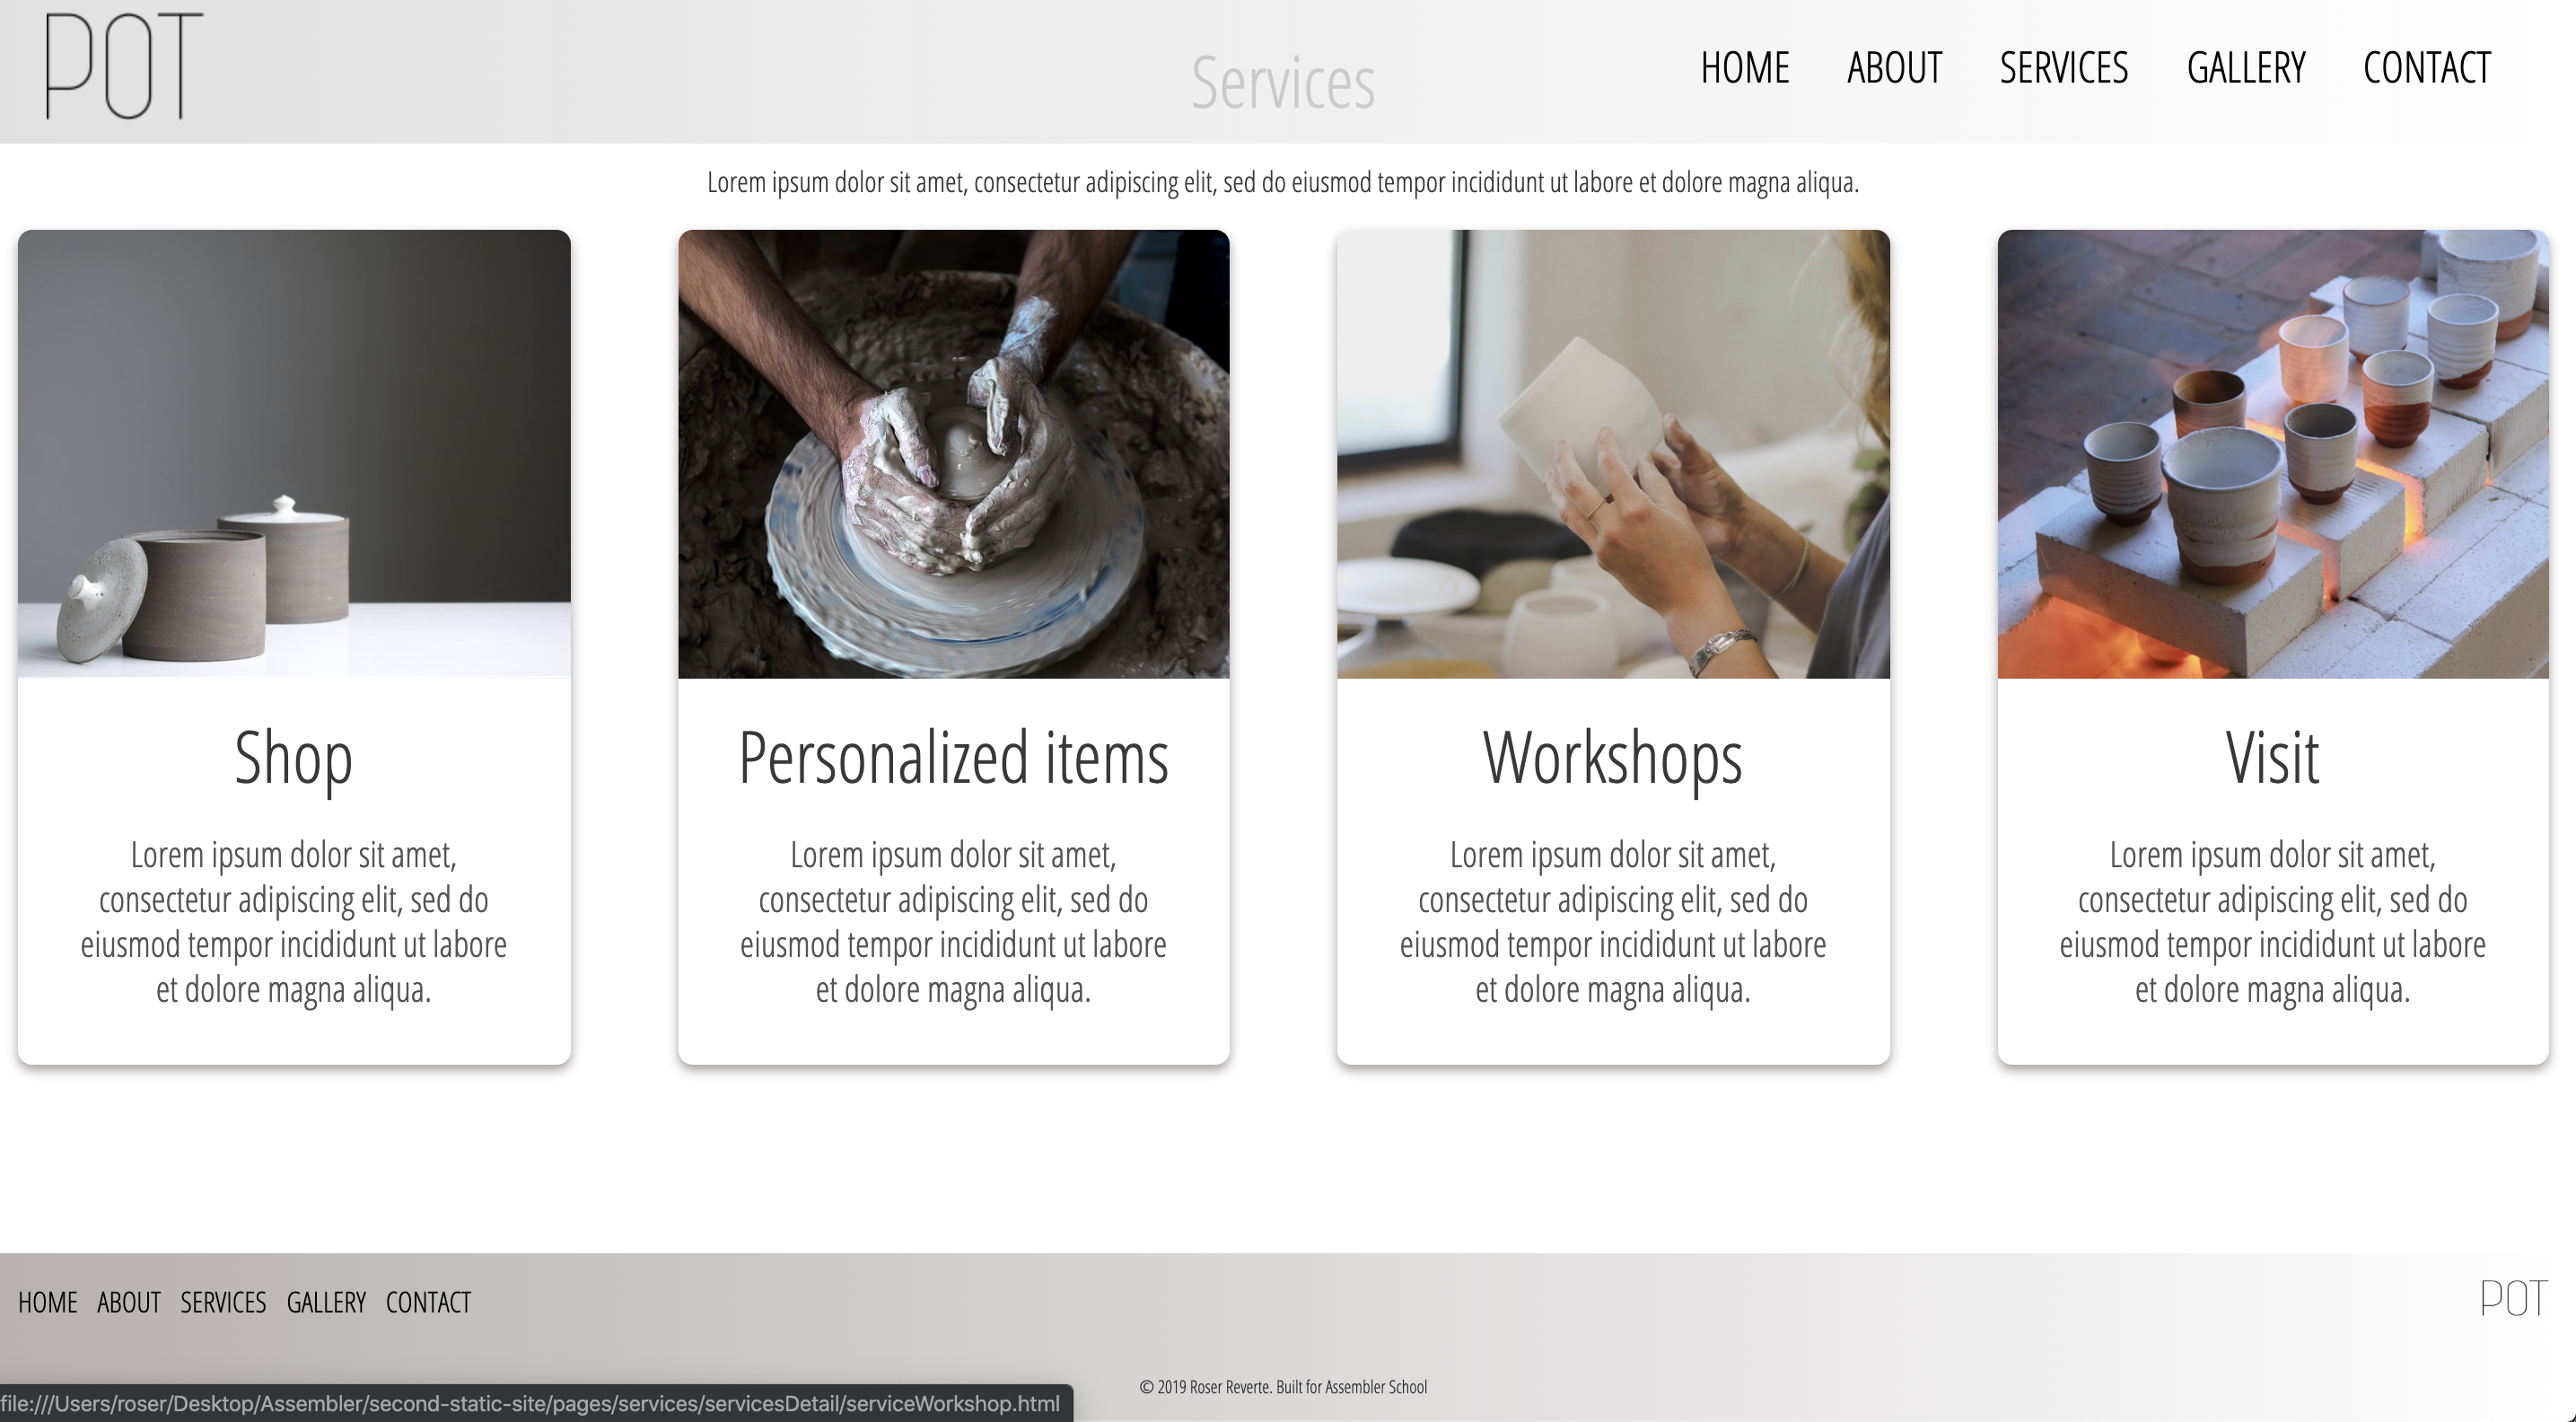 POT
Services
HOME ABOUT SERVICES GALLERY CONTACT
Lorem ipsum dolor sit amet, consectetur adipiscing elit, sed do eiusmod tempor incididunt ut labore et dolore magna aliqua.
Shop
Lorem ipsum dolor sit amet,
consectetur adipiscing elit, sed do
eiusmod tempor incididunt ut labore
et dolore magna aliqua.
Personalized items
Lorem ipsum dolor sit amet,
consectetur adipiscing elit, sed do
eiusmod tempor incididunt ut labore
et dolore magna aliqua.
Workshops
Lorem ipsum dolor sit amet,
consectetur adipiscing elit, sed do
eiusmod tempor incididunt ut labore
et dolore magna aliqua.
Visit
Lorem ipsum dolor sit amet,
consectetur adipiscing elit, sed do
eiusmod tempor incididunt ut labore
et dolore magna aliqua.
HOME ABOUT SERVICES GALLERY CONTACT
POT
© 2019 Roser Reverte. Built for Assembler School
file:///Users/roser/Desktop/Assembler/second-static-site/pages/services/servicesDetail/serviceWorkshop.html